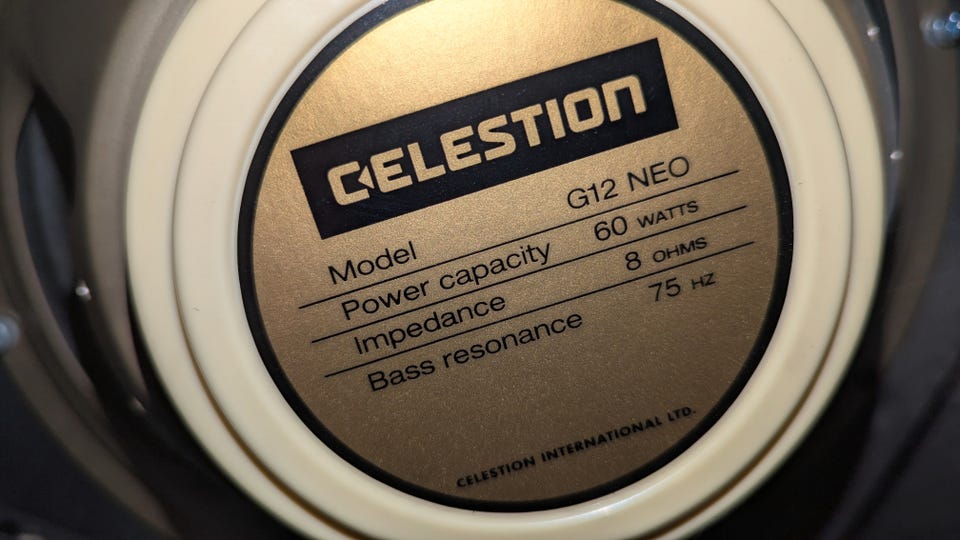 CELESTION
Model G12 NEO
Power capacity 60 WATTS
Impedance 8 OHMS
Bass resonance 75 HZ
CELESTION INTERNATIONAL LTD.